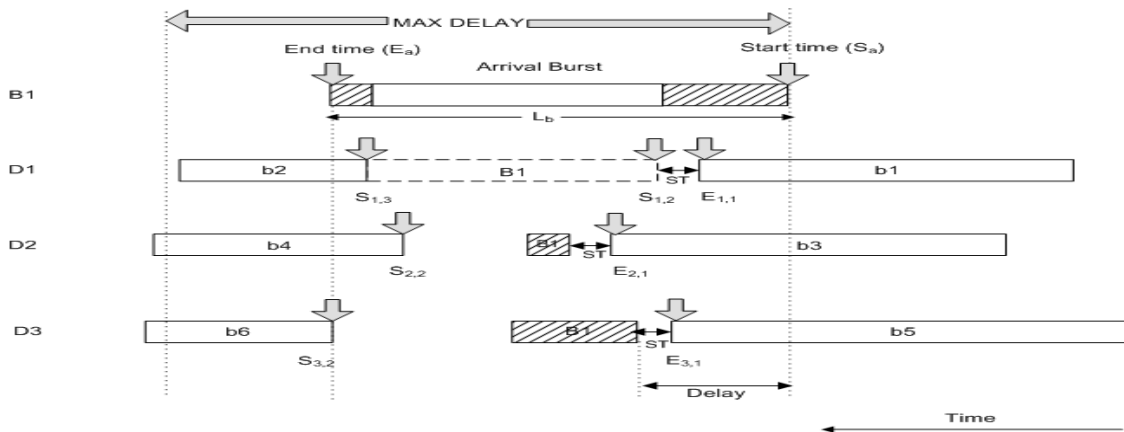 MAX DELAY
End time (Eₐ) Start time (Sₐ)
Arrival Burst
B1
L_b
D1 b2 B1 b1
ST
S₁,₃ S₁,₂ E₁,₁
D2 b4 B1 b3
ST
S₂,₂ E₂,₁
D3 b6 B1 b5
ST
S₃,₂ E₃,₁
Delay
Time